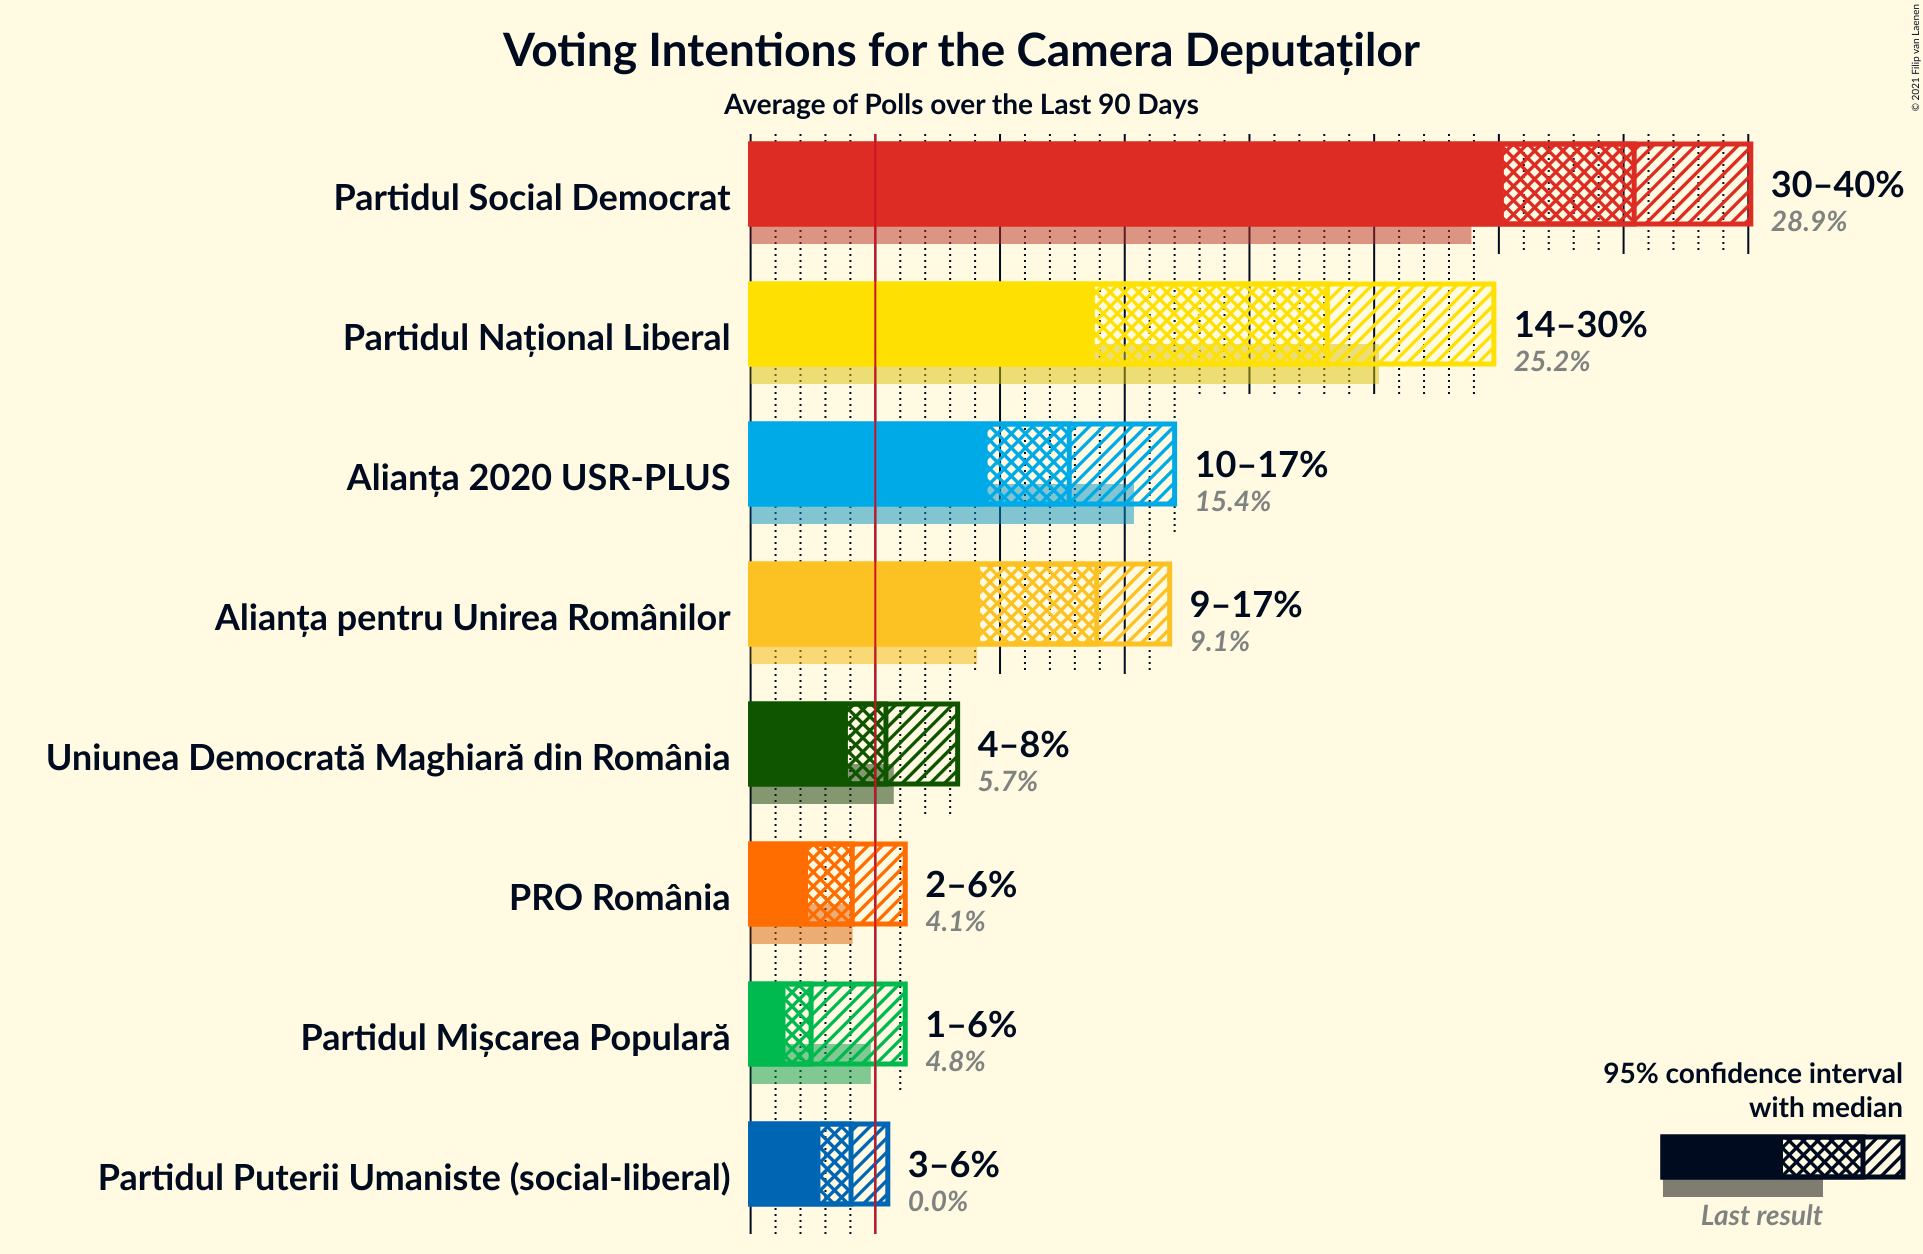 Voting Intentions for the Camera Deputaților
Average of Polls over the Last 90 Days
© 2021 Filip van Laenen
Partidul Social Democrat
30–40%
28.9%
Partidul Național Liberal
14–30%
25.2%
Alianța 2020 USR-PLUS
10–17%
15.4%
Alianța pentru Unirea Românilor
9–17%
9.1%
Uniunea Democrată Maghiară din România
4–8%
5.7%
PRO România
2–6%
4.1%
Partidul Mișcarea Populară
1–6%
4.8%
Partidul Puterii Umaniste (social-liberal)
3–6%
0.0%
95% confidence interval
with median
Last result